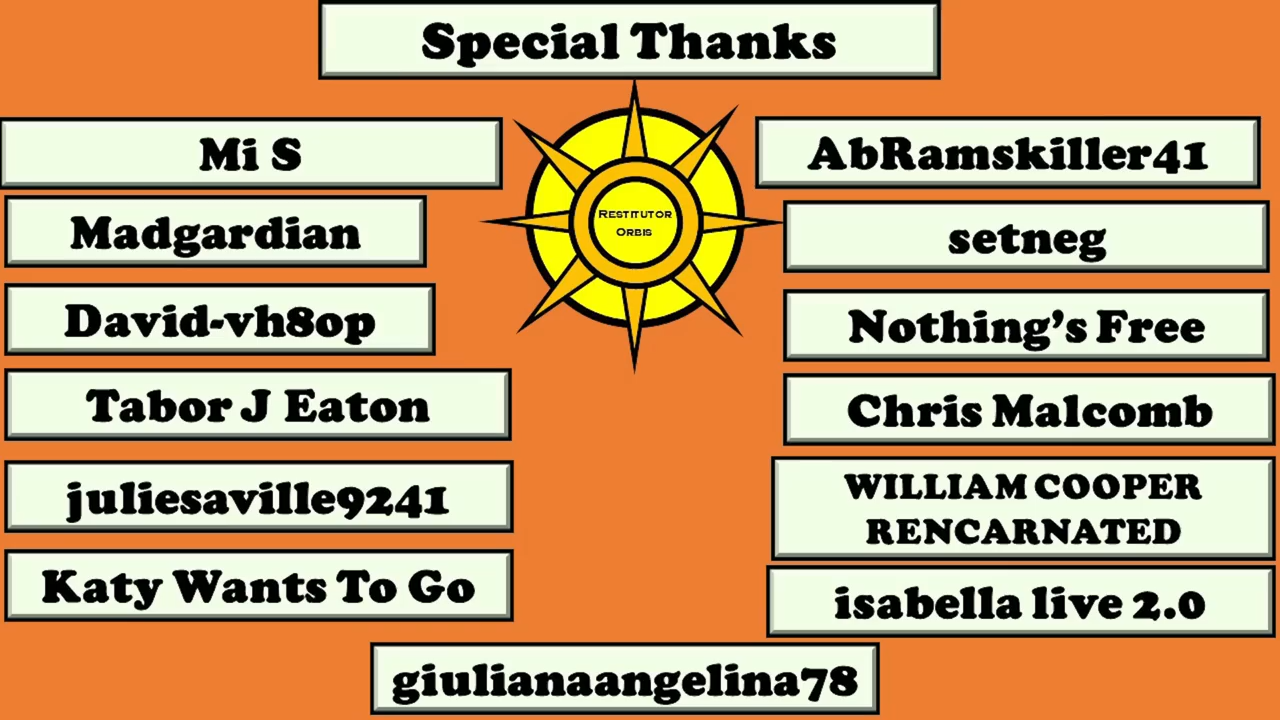 Special Thanks
Mi S
Madgardian
David-vh8op
Tabor J Eaton
juliesaville9241
Katy Wants To Go
RESTITUTOR
ORBIS
AbRamskiller41
setneg
Nothing's Free
Chris Malcomb
WILLIAM COOPER
RENCARNATED
isabella live 2.0
giulianaangelina78